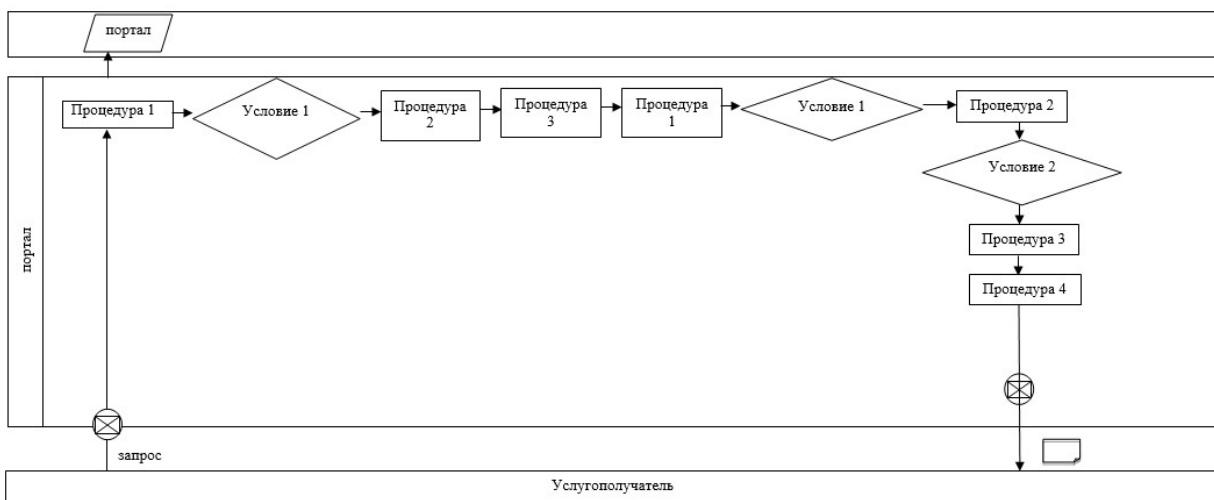 портал
Процедура 1
Условие 1
Процедура
2
Процедура
3
Процедура
1
Условие 1
Процедура 2
Условие 2
Процедура 3
Процедура 4
портал
запрос
Услугополучатель